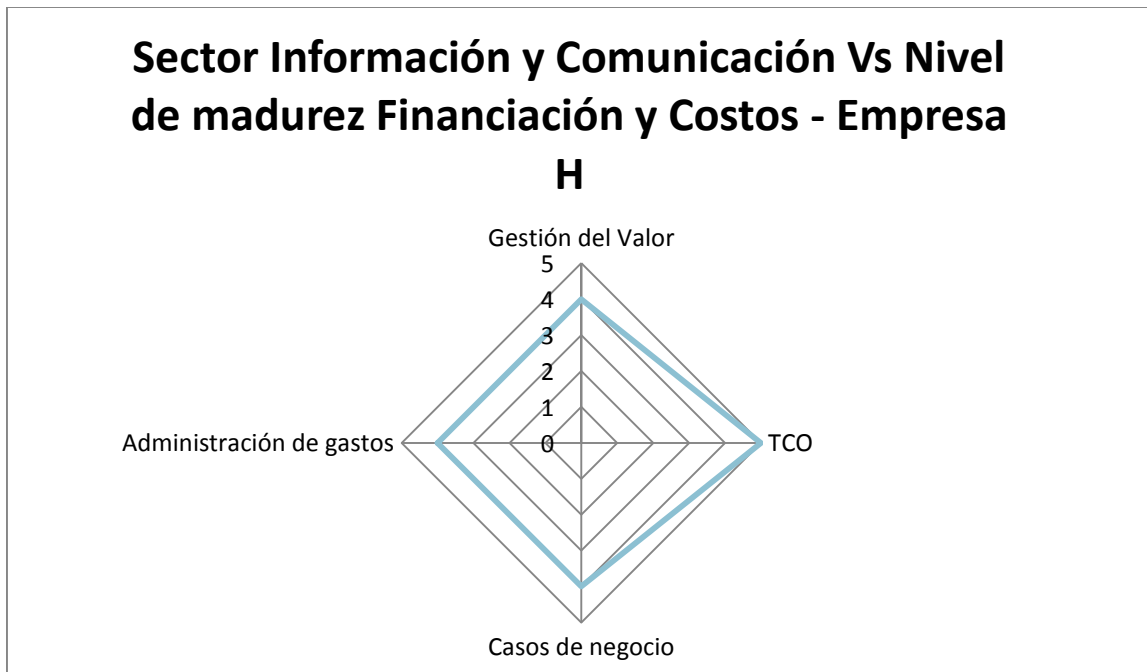 Sector Información y Comunicación Vs Nivel
de madurez Financiación y Costos - Empresa
H
Gestión del Valor
5
4
3
2
1
0
Administración de gastos
TCO
Casos de negocio